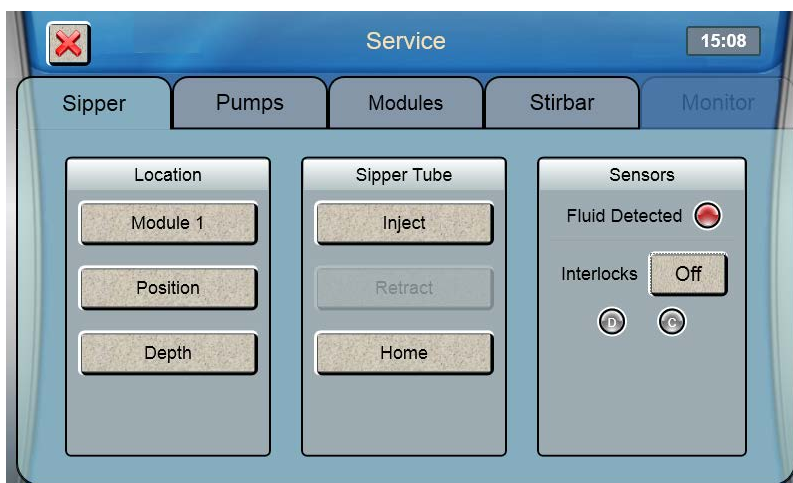 Service
15:08
Sipper
Pumps
Modules
Stirbar
Monitor
Location
Module 1
Position
Depth
Sipper Tube
Inject
Retract
Home
Sensors
Fluid Detected
Interlocks Off
D C